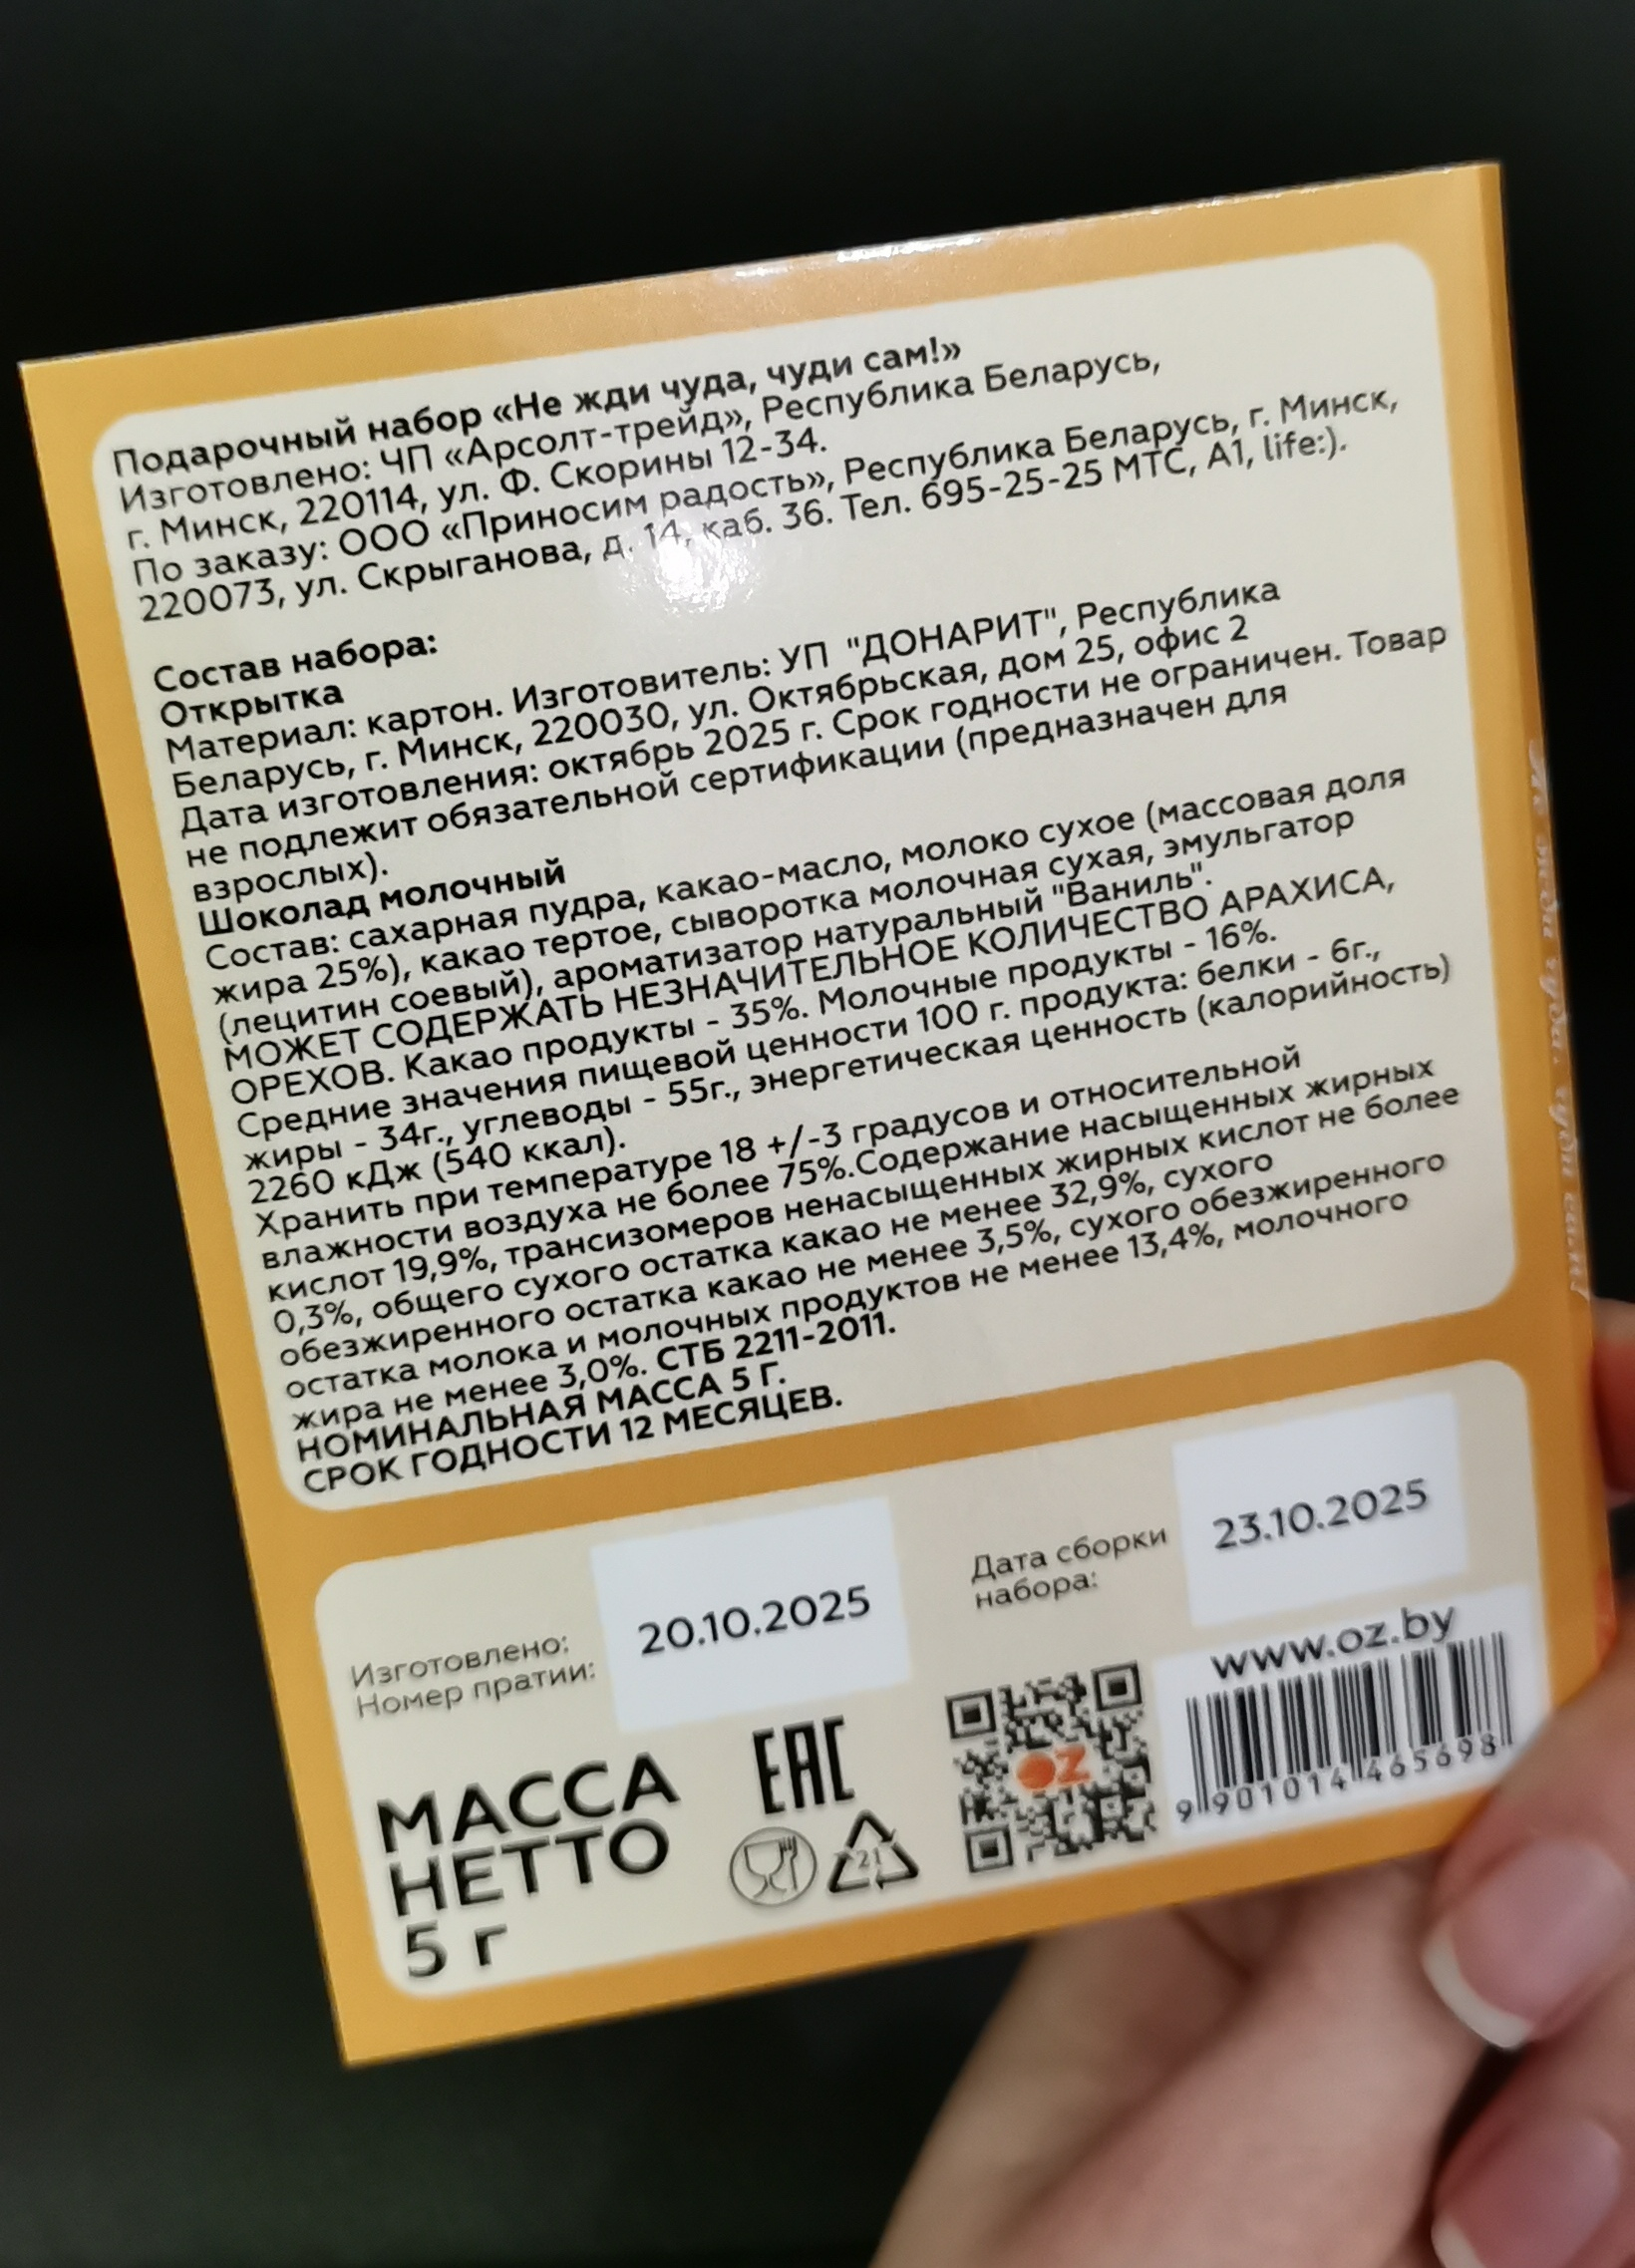 Подарочный набор «Не жди чуда, чуди сам!»
Изготовлено: ЧП «Арсолт-трейд», Республика Беларусь,
г. Минск, 220114, ул. Ф. Скорины 12-34.
По заказу: ООО «Приносим радость», Республика Беларусь, г. Минск,
220073, ул. Скрыганова, д. 14, каб. 36. Тел. 695-25-25 МТС, А1, life:).
Состав набора:
Открытка
Материал: картон. Изготовитель: УП "ДОНАРИТ", Республика
Беларусь, г. Минск, 220030, ул. Октябрьская, дом 25, офис 2
Дата изготовления: октябрь 2025 г. Срок годности не ограничен. Товар
не подлежит обязательной сертификации (предназначен для
взрослых).
Шоколад молочный
Состав: сахарная пудра, какао-масло, молоко сухое (массовая доля
жира 25%), какао тертое, сыворотка молочная сухая, эмульгатор
(лецитин соевый), ароматизатор натуральный "Ваниль".
МОЖЕТ СОДЕРЖАТЬ НЕЗНАЧИТЕЛЬНОЕ КОЛИЧЕСТВО АРАХИСА,
ОРЕХОВ. Какао продукты - 35%. Молочные продукты - 16%.
Средние значения пищевой ценности 100 г. продукта: белки - 6г.,
жиры - 34г., углеводы - 55г., энергетическая ценность (калорийность)
2260 кДж (540 ккал).
Хранить при температуре 18 +/-3 градусов и относительной
влажности воздуха не более 75%.Содержание насыщенных жирных
кислот 19,9%, трансизомеров ненасыщенных жирных кислот не более
0,3%, общего сухого остатка какао не менее 32,9%, сухого
обезжиренного остатка какао не менее 3,5%, сухого обезжиренного
остатка молока и молочных продуктов не менее 13,4%, молочного
жира не менее 3,0%. СТБ 2211-2011.
НОМИНАЛЬНАЯ МАССА 5 Г.
СРОК ГОДНОСТИ 12 МЕСЯЦЕВ.
Изготовлено:
Номер пратии:
20.10.2025
Дата сборки
набора:
23.10.2025
МАССА
НЕТТО
5 г
EAC
21
OZ
www.oz.by
9 901014 465698
Не жди чуда, чуди сам!